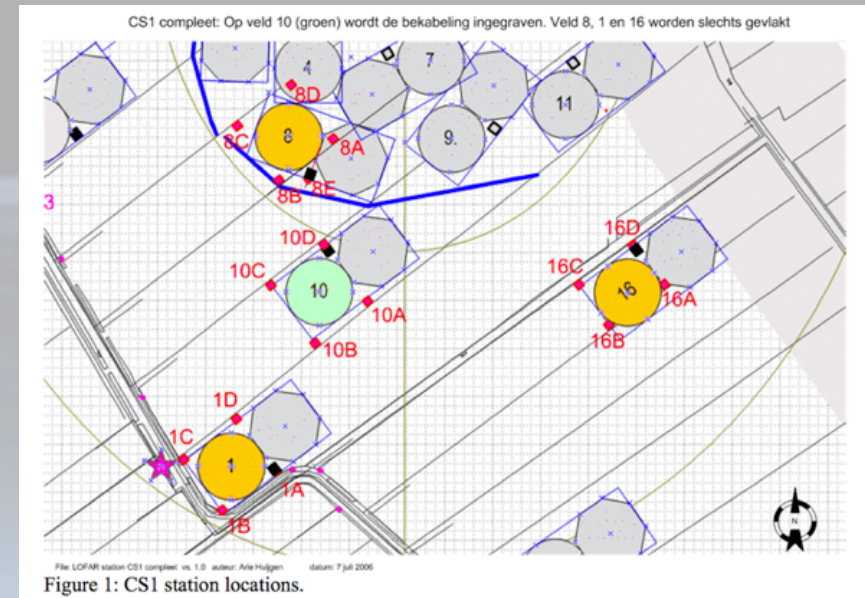 CS1 compleet: Op veld 10 (groen) wordt de bekabeling ingegraven. Veld 8, 1 en 16 worden slechts gevlakt
4
7
8D
11
8
9.
8C
8A
8B
8E
3
10D
16D
10C
16C
10
16
16A
10A
16B
10B
1D
1C
1
1A
1B
N
File: LOFAR station CS1 compleet vs. 1.0 auteur: Arie Huijgen datum: 7 juli 2006
Figure 1: CS1 station locations.